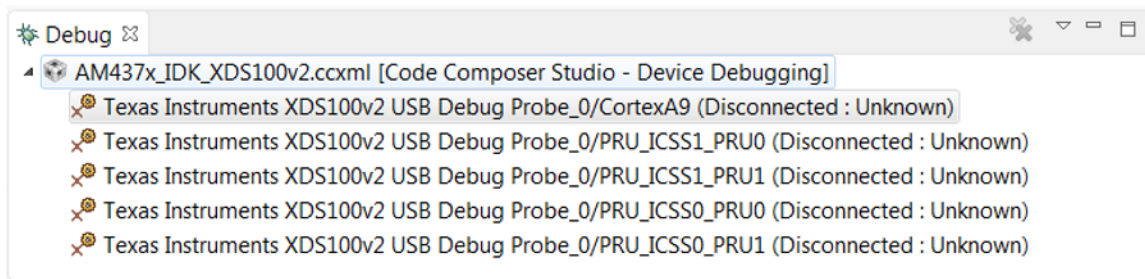 Debug
AM437x_IDK_XDS100v2.ccxml [Code Composer Studio - Device Debugging]
Texas Instruments XDS100v2 USB Debug Probe_0/CortexA9 (Disconnected : Unknown)
Texas Instruments XDS100v2 USB Debug Probe_0/PRU_ICSS1_PRU0 (Disconnected : Unknown)
Texas Instruments XDS100v2 USB Debug Probe_0/PRU_ICSS1_PRU1 (Disconnected : Unknown)
Texas Instruments XDS100v2 USB Debug Probe_0/PRU_ICSS0_PRU0 (Disconnected : Unknown)
Texas Instruments XDS100v2 USB Debug Probe_0/PRU_ICSS0_PRU1 (Disconnected : Unknown)